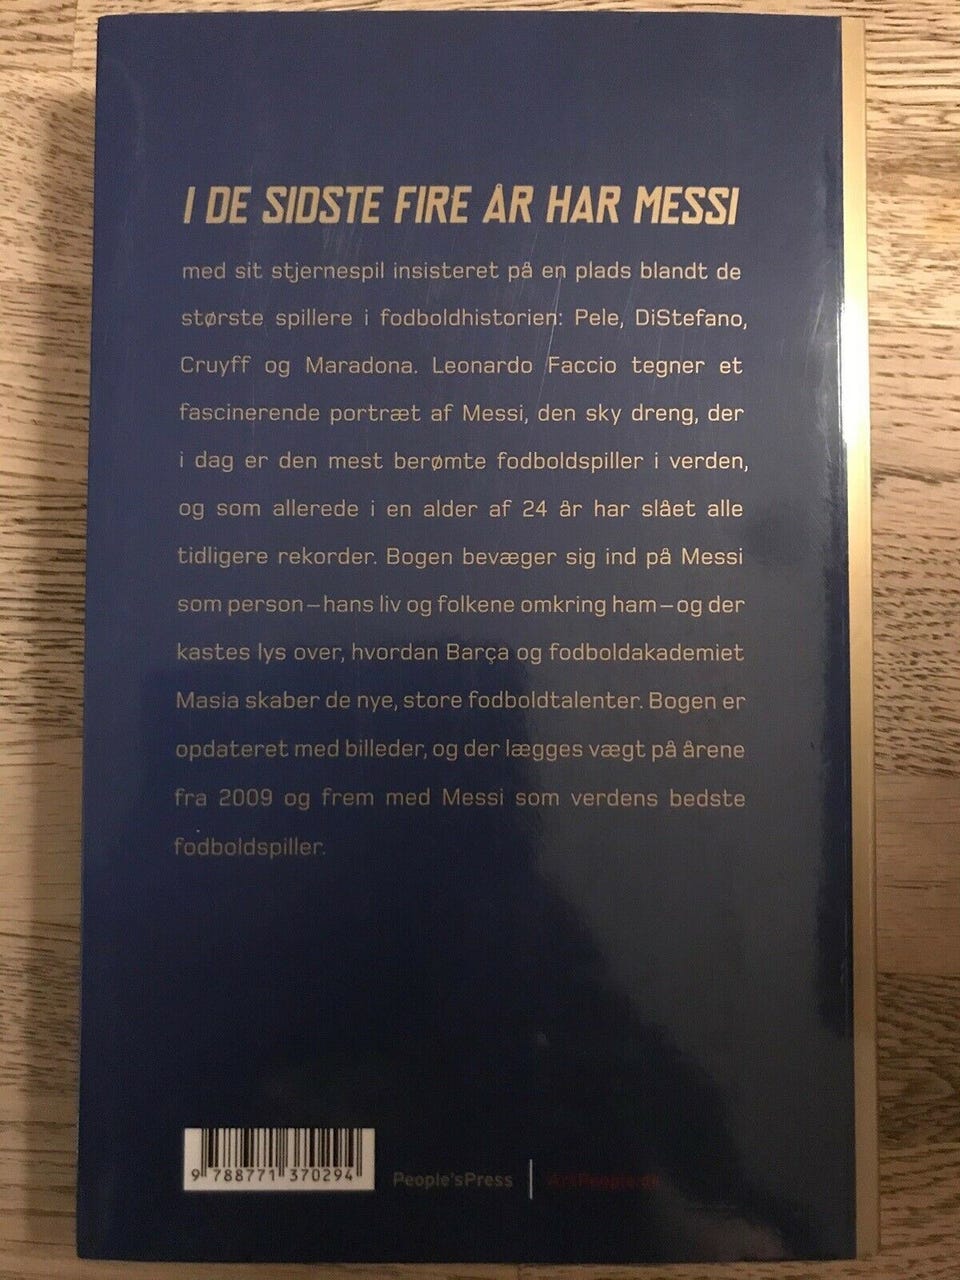 I DE SIDSTE FIRE ÅR HAR MESSI
med sit stjernespil insisteret på en plads blandt de
største spillere i fodboldhistorien: Pele, DiStefano,
Cruyff og Maradona. Leonardo Faccio tegner et
fascinerende portræt af Messi, den sky dreng, der
i dag er den mest berømte fodboldspiller i verden,
og som allerede i en alder af 24 år har slået alle
tidligere rekorder. Bogen bevæger sig ind på Messi
som person – hans liv og folkene omkring ham – og der
kastes lys over, hvordan Barça og fodboldakademiet
Masia skaber de nye, store fodboldtalenter. Bogen er
opdateret med billeder, og der lægges vægt på årene
fra 2009 og frem med Messi som verdens bedste
fodboldspiller.
9 788771 370294
People'sPress | ArtPeople.dk